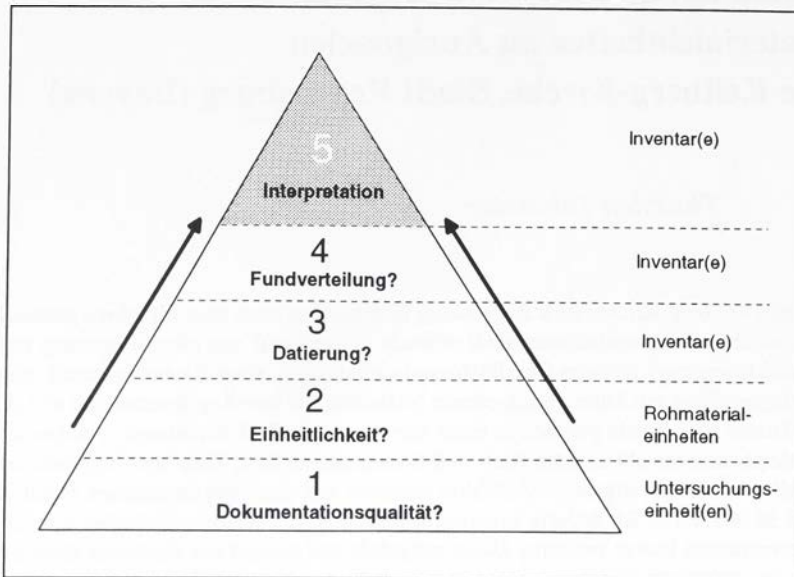 5
Interpretation
Inventar(e)
4
Fundverteilung?
Inventar(e)
3
Datierung?
Inventar(e)
2
Einheitlichkeit?
Rohmaterial-
einheiten
1
Dokumentationsqualität?
Untersuchungs-
einheit(en)